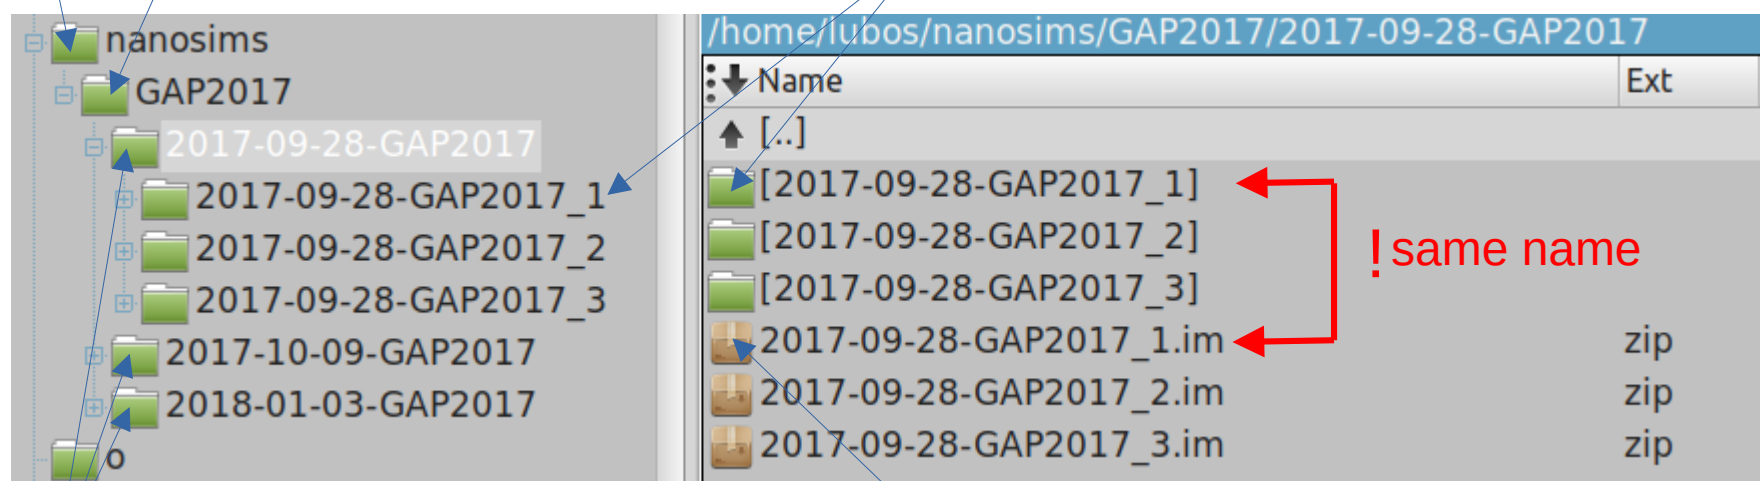 nanosims
GAP2017
2017-09-28-GAP2017
2017-09-28-GAP2017_1
2017-09-28-GAP2017_2
2017-09-28-GAP2017_3
2017-10-09-GAP2017
2018-01-03-GAP2017
o
/home/lubos/nanosims/GAP2017/2017-09-28-GAP2017
Name Ext
[..]
[2017-09-28-GAP2017_1]
[2017-09-28-GAP2017_2]
[2017-09-28-GAP2017_3]
2017-09-28-GAP2017_1.im zip
2017-09-28-GAP2017_2.im zip
2017-09-28-GAP2017_3.im zip
! same name